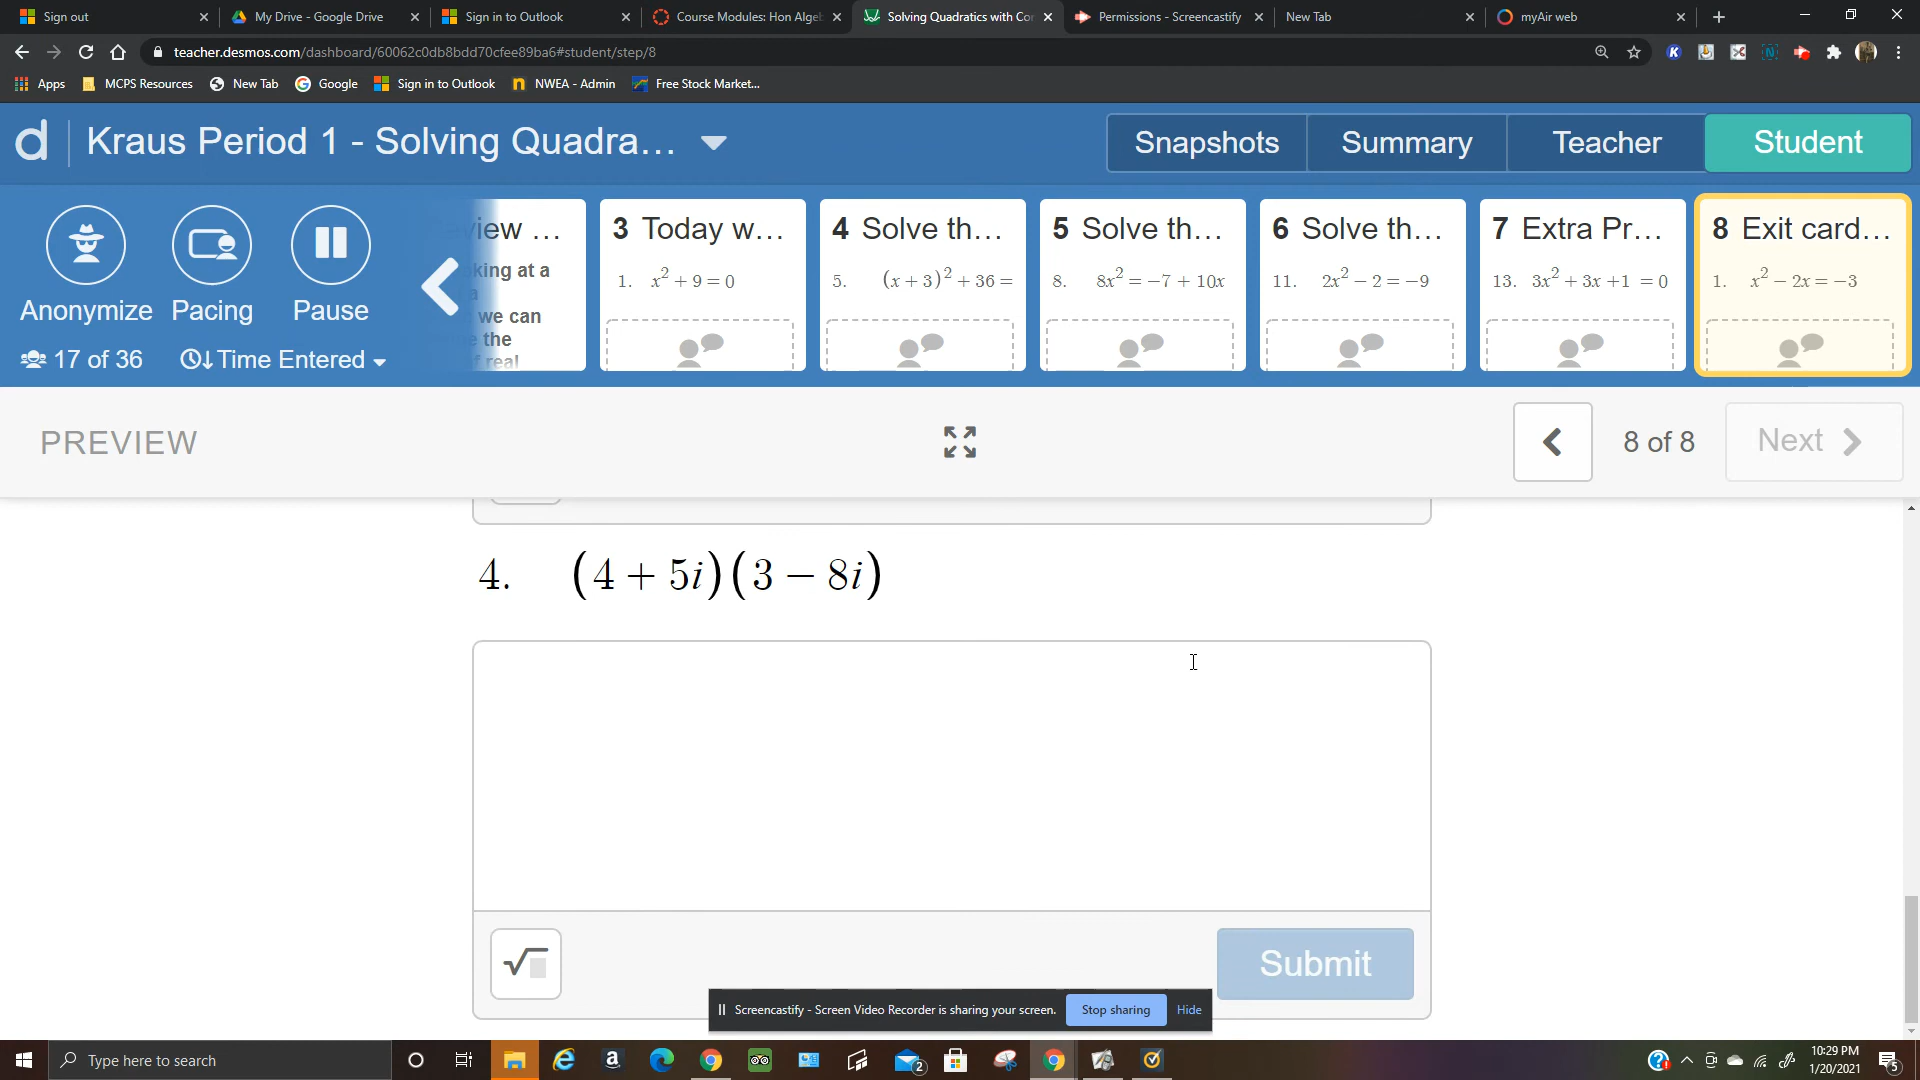 Sign out
My Drive - Google Drive
Sign in to Outlook
Course Modules: Hon Algeb
Solving Quadratics with Cor
Permissions - Screencastify
New Tab
myAir web
teacher.desmos.com/dashboard/60062c0db8bdd70cfee89ba6#student/step/8
Apps
MCPS Resources
New Tab
Google
Sign in to Outlook
NWEA - Admin
Free Stock Market...
d
Kraus Period 1 - Solving Quadra...
Snapshots
Summary
Teacher
Student
Anonymize
Pacing
Pause
17 of 36
Time Entered
view ...
king at a
a
we can
the
f real
3 Today w...
1. x² + 9 = 0
4 Solve th...
5. (x + 3)² + 36 =
5 Solve th...
8. 8x² = −7 + 10x
6 Solve th...
11. 2x² − 2 = −9
7 Extra Pr...
13. 3x² + 3x +1 = 0
8 Exit card...
1. x² − 2x = −3
PREVIEW
8 of 8
Next
4. (4 + 5i)(3 − 8i)
Submit
Screencastify - Screen Video Recorder is sharing your screen.
Stop sharing
Hide
Type here to search
2
10:29 PM
1/20/2021
5